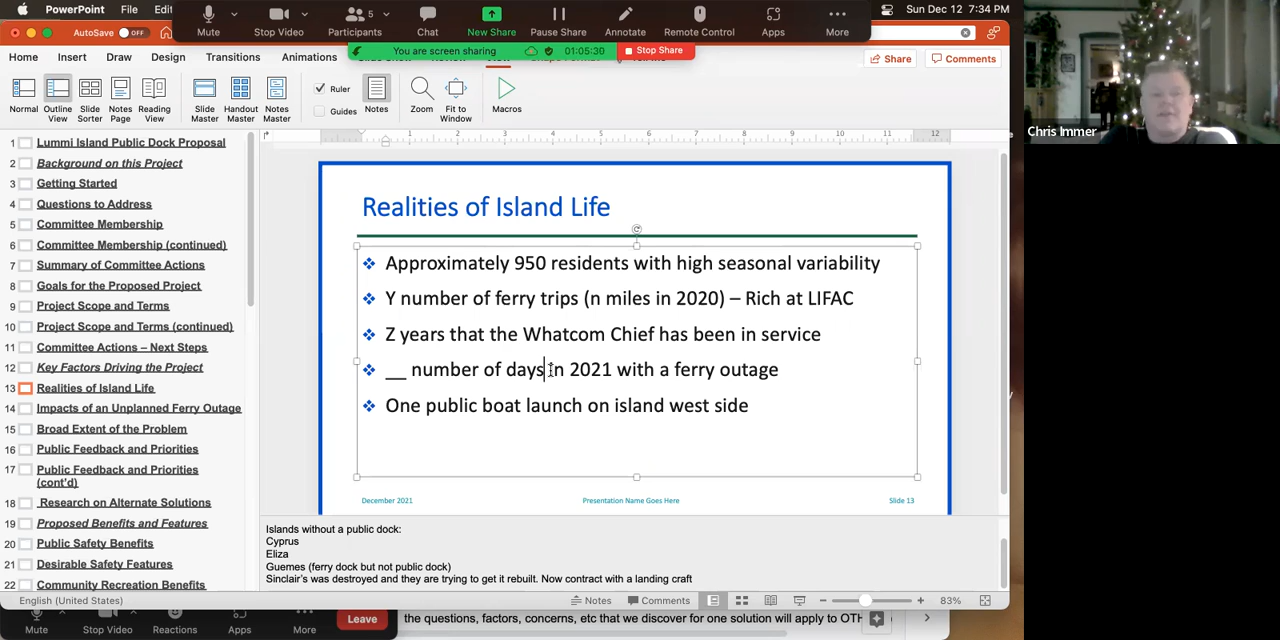 PowerPoint File Edit
Mute Stop Video Participants 5 Chat New Share Pause Share Annotate Remote Control Apps More
Sun Dec 12 7:34 PM
AutoSave OFF
You are screen sharing 01:05:30 Stop Share
Home Insert Draw Design Transitions Animations
Share Comments
Normal Outline View Slide Sorter Notes Page Reading View Slide Master Handout Master Notes Master Ruler Guides Notes Zoom Fit to Window Macros
Chris Immer
1 2 3 4 5 6 7 8 9 10 11 12
1 Lummi Island Public Dock Proposal
2 Background on this Project
3 Getting Started
4 Questions to Address
5 Committee Membership
6 Committee Membership (continued)
7 Summary of Committee Actions
8 Goals for the Proposed Project
9 Project Scope and Terms
10 Project Scope and Terms (continued)
11 Committee Actions – Next Steps
12 Key Factors Driving the Project
13 Realities of Island Life
14 Impacts of an Unplanned Ferry Outage
15 Broad Extent of the Problem
16 Public Feedback and Priorities
17 Public Feedback and Priorities
(cont'd)
18 Research on Alternate Solutions
19 Proposed Benefits and Features
20 Public Safety Benefits
21 Desirable Safety Features
22 Community Recreation Benefits
Realities of Island Life
❖ Approximately 950 residents with high seasonal variability
❖ Y number of ferry trips (n miles in 2020) – Rich at LIFAC
❖ Z years that the Whatcom Chief has been in service
❖ __ number of days in 2021 with a ferry outage
❖ One public boat launch on island west side
December 2021 Presentation Name Goes Here Slide 13
Islands without a public dock:
Cyprus
Eliza
Guemes (ferry dock but not public dock)
Sinclair's was destroyed and they are trying to get it rebuilt. Now contract with a landing craft
English (United States) Notes Comments 83%
Mute Stop Video Reactions Apps More Leave
the questions, factors, concerns, etc that we discover for one solution will apply to OTH